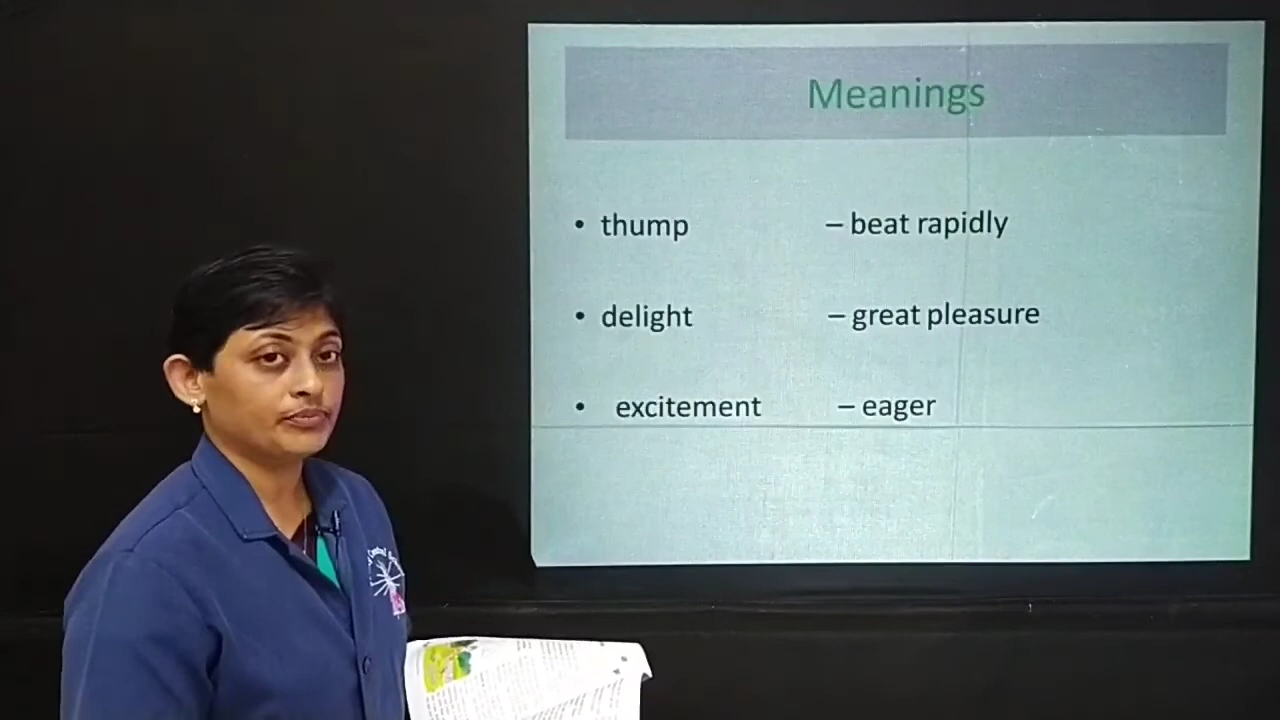 Meanings
• thump – beat rapidly
• delight – great pleasure
• excitement – eager